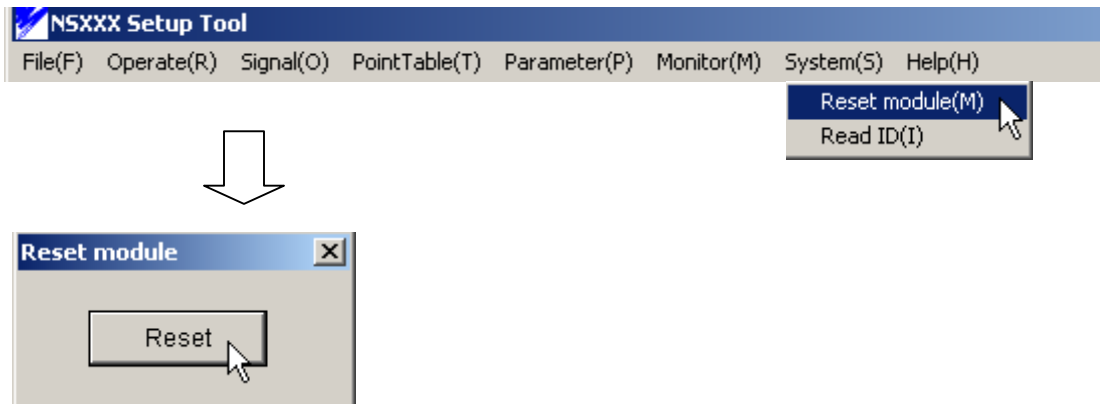 NSXXX Setup Tool
File(F) Operate(R) Signal(O) PointTable(T) Parameter(P) Monitor(M) System(S) Help(H)
Reset module(M)
Read ID(I)
Reset module
Reset